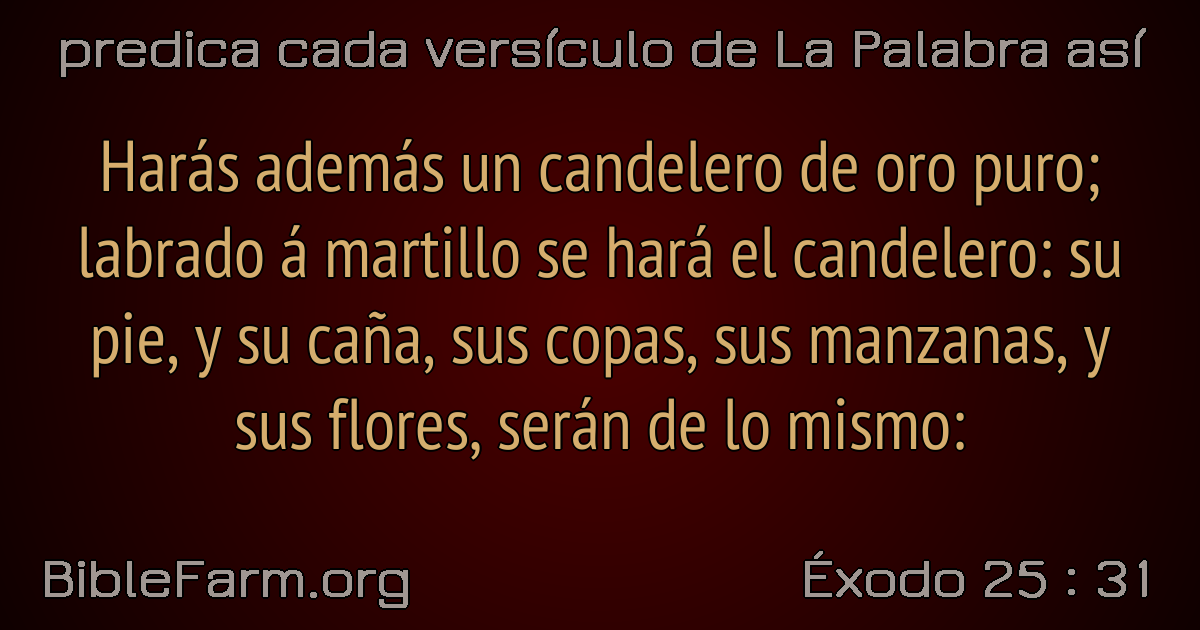 predica cada versículo de La Palabra así
Harás además un candelero de oro puro;
labrado á martillo se hará el candelero: su
pie, y su caña, sus copas, sus manzanas, y
sus flores, serán de lo mismo:
BibleFarm.org
Éxodo 25 : 31